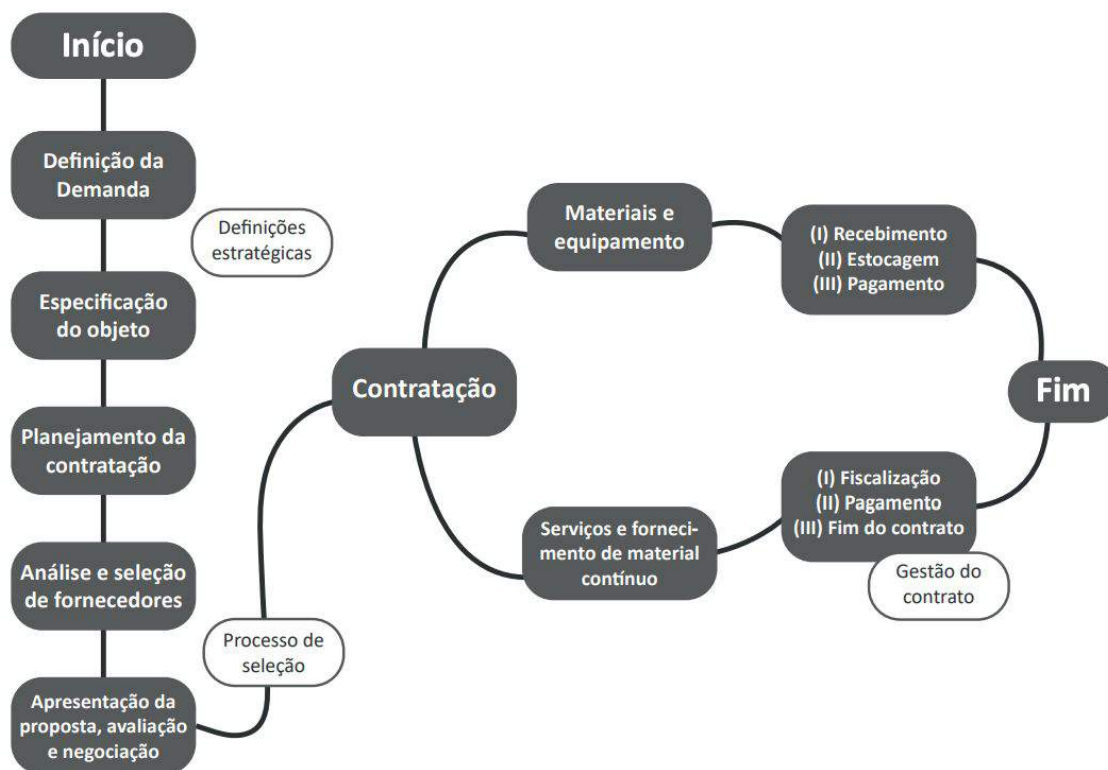 Início
Definição da
Demanda
Definições
estratégicas
Especificação
do objeto
Planejamento da
contratação
Análise e seleção
de fornecedores
Apresentação da
proposta, avaliação
e negociação
Processo de
seleção
Contratação
Materiais e
equipamento
(I) Recebimento
(II) Estocagem
(III) Pagamento
Serviços e forneci-
mento de material
contínuo
(I) Fiscalização
(II) Pagamento
(III) Fim do contrato
Gestão do
contrato
Fim